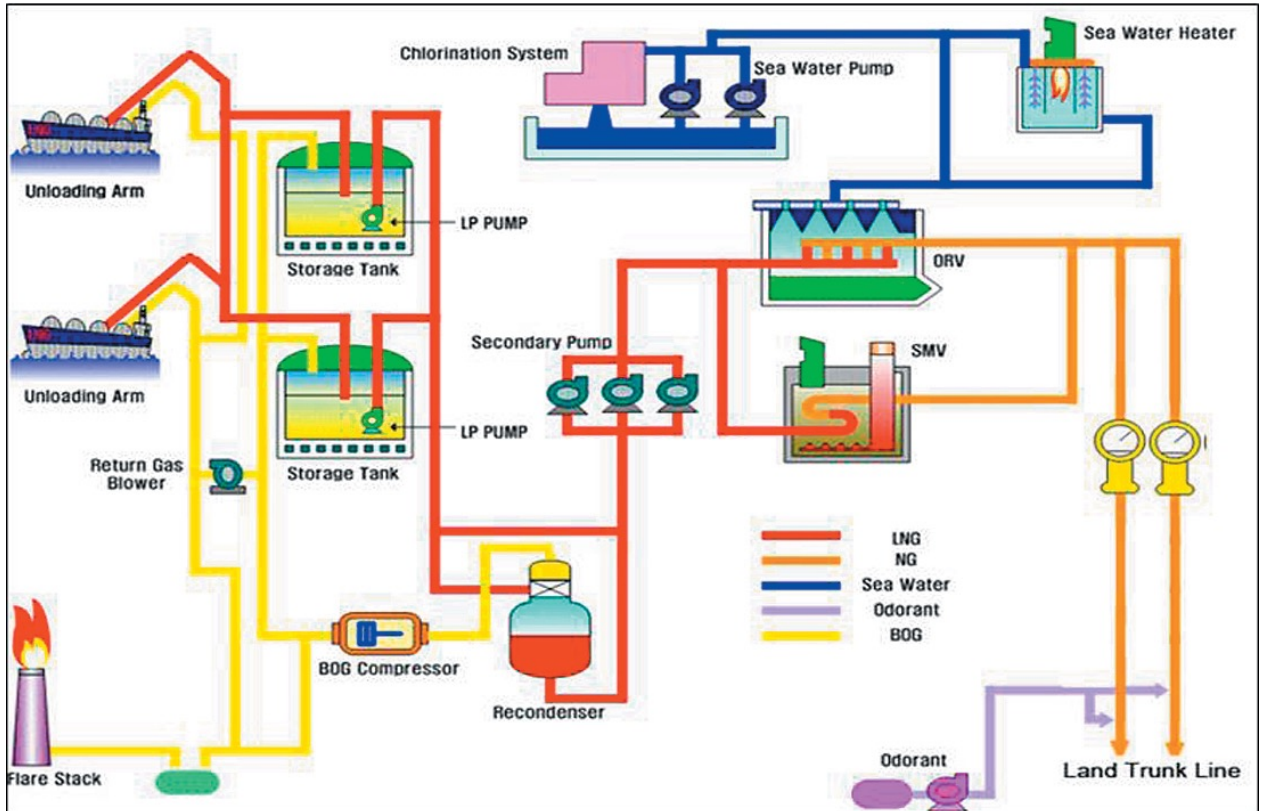 Chlorination System
Sea Water Heater
Sea Water Pump
LNG
Unloading Arm
LP PUMP
Storage Tank
ORV
LNG
Unloading Arm
Secondary Pump
SMV
LP PUMP
Storage Tank
Return Gas
Blower
LNG
NG
Sea Water
Odorant
BOG
BOG Compressor
Recondenser
Flare Stack
Odorant
Land Trunk Line